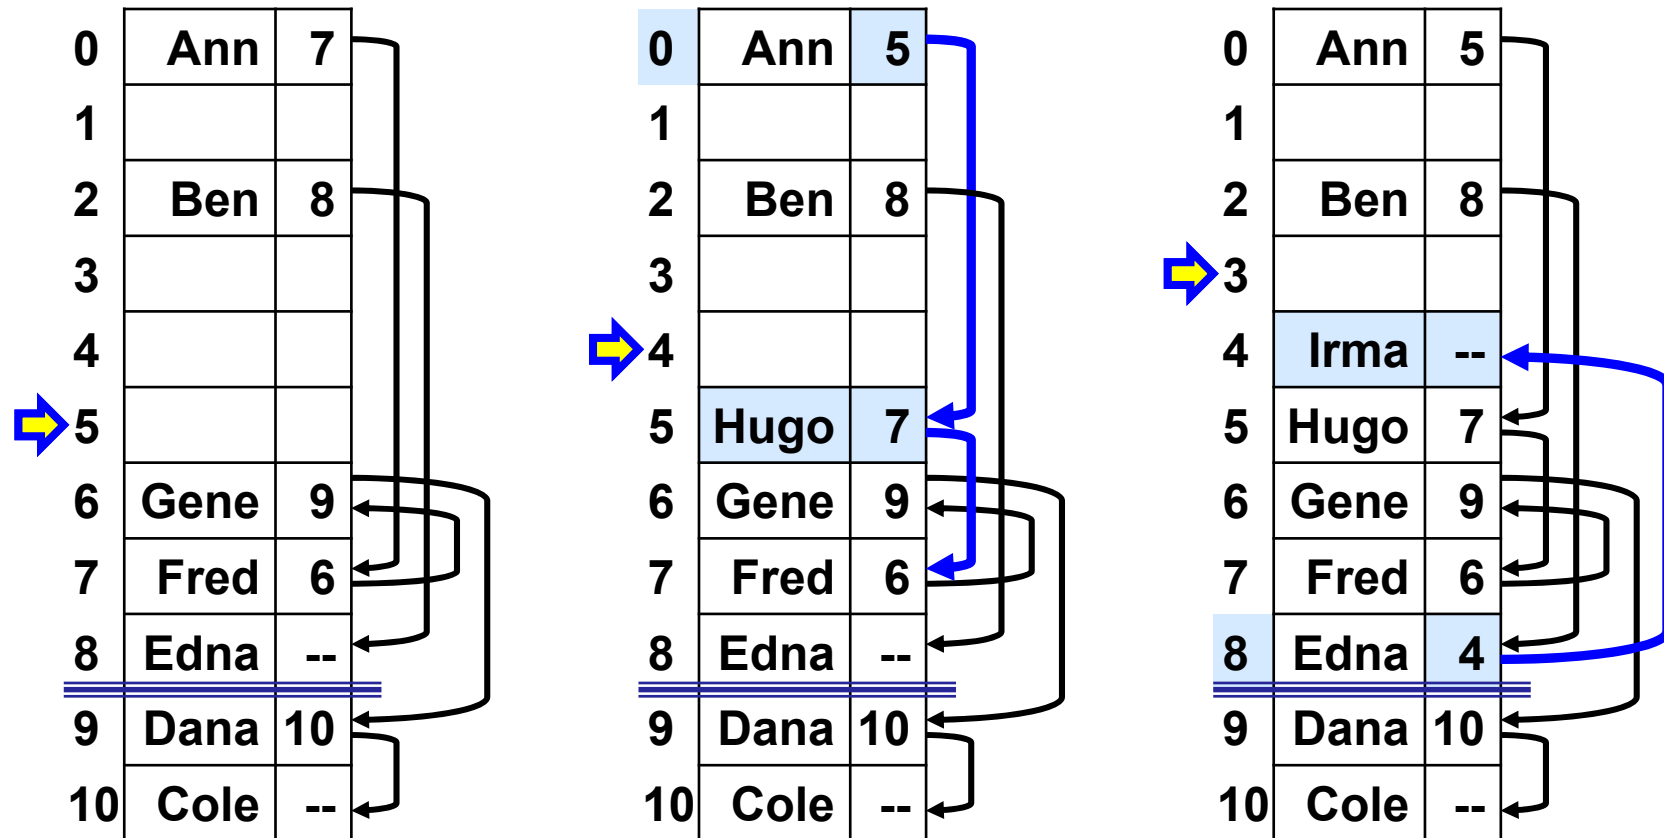 0 Ann 7
1
2 Ben 8
3
4
5
6 Gene 9
7 Fred 6
8 Edna --
9 Dana 10
10 Cole --
0 Ann 5
1
2 Ben 8
3
4
5 Hugo 7
6 Gene 9
7 Fred 6
8 Edna --
9 Dana 10
10 Cole --
0 Ann 5
1
2 Ben 8
3
4 Irma --
5 Hugo 7
6 Gene 9
7 Fred 6
8 Edna 4
9 Dana 10
10 Cole --